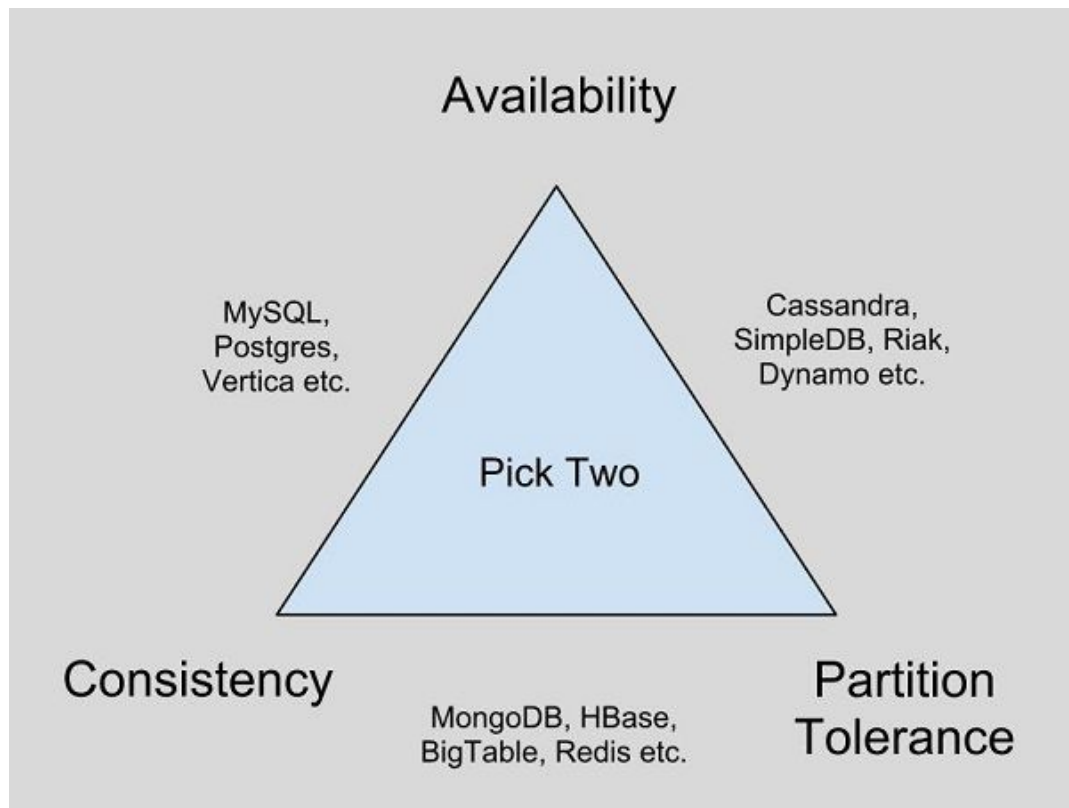 Availability
MySQL,
Postgres,
Vertica etc.
Cassandra,
SimpleDB, Riak,
Dynamo etc.
Pick Two
Consistency
MongoDB, HBase,
BigTable, Redis etc.
Partition
Tolerance